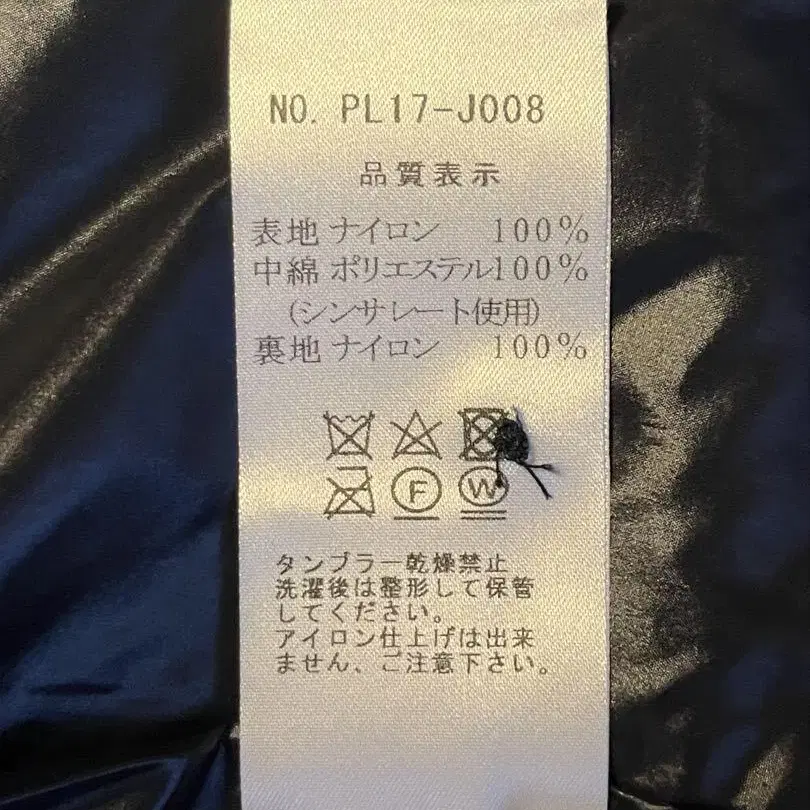 NO. PL17-J008
品質表示
表地 ナイロン 100%
中綿 ポリエステル100%
(シンサレート使用)
裏地 ナイロン 100%
F W
タンブラー乾燥禁止
洗濯後は整形して保管
してください。
アイロン仕上げは出来
ません、ご注意下さい。